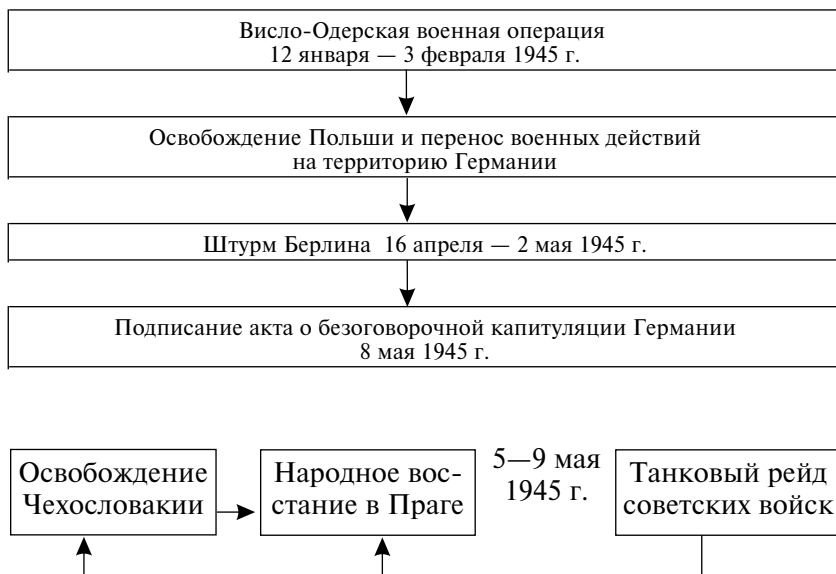 Висло-Одерская военная операция
12 января — 3 февраля 1945 г.
Освобождение Польши и перенос военных действий
на территорию Германии
Штурм Берлина 16 апреля — 2 мая 1945 г.
Подписание акта о безоговорочной капитуляции Германии
8 мая 1945 г.
Освобождение
Чехословакии
Народное вос-
стание в Праге
5—9 мая
1945 г.
Танковый рейд
советских войск